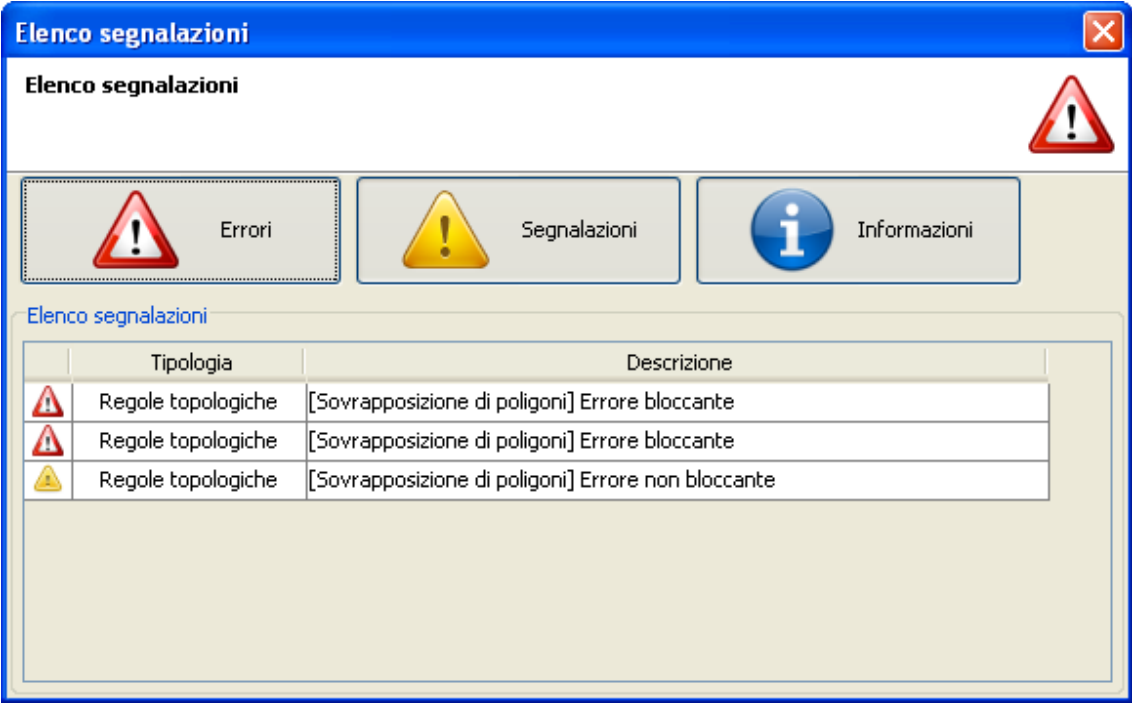 Elenco segnalazioni
Elenco segnalazioni
Errori Segnalazioni Informazioni
Elenco segnalazioni
Tipologia Descrizione
Regole topologiche [Sovrapposizione di poligoni] Errore bloccante
Regole topologiche [Sovrapposizione di poligoni] Errore bloccante
Regole topologiche [Sovrapposizione di poligoni] Errore non bloccante